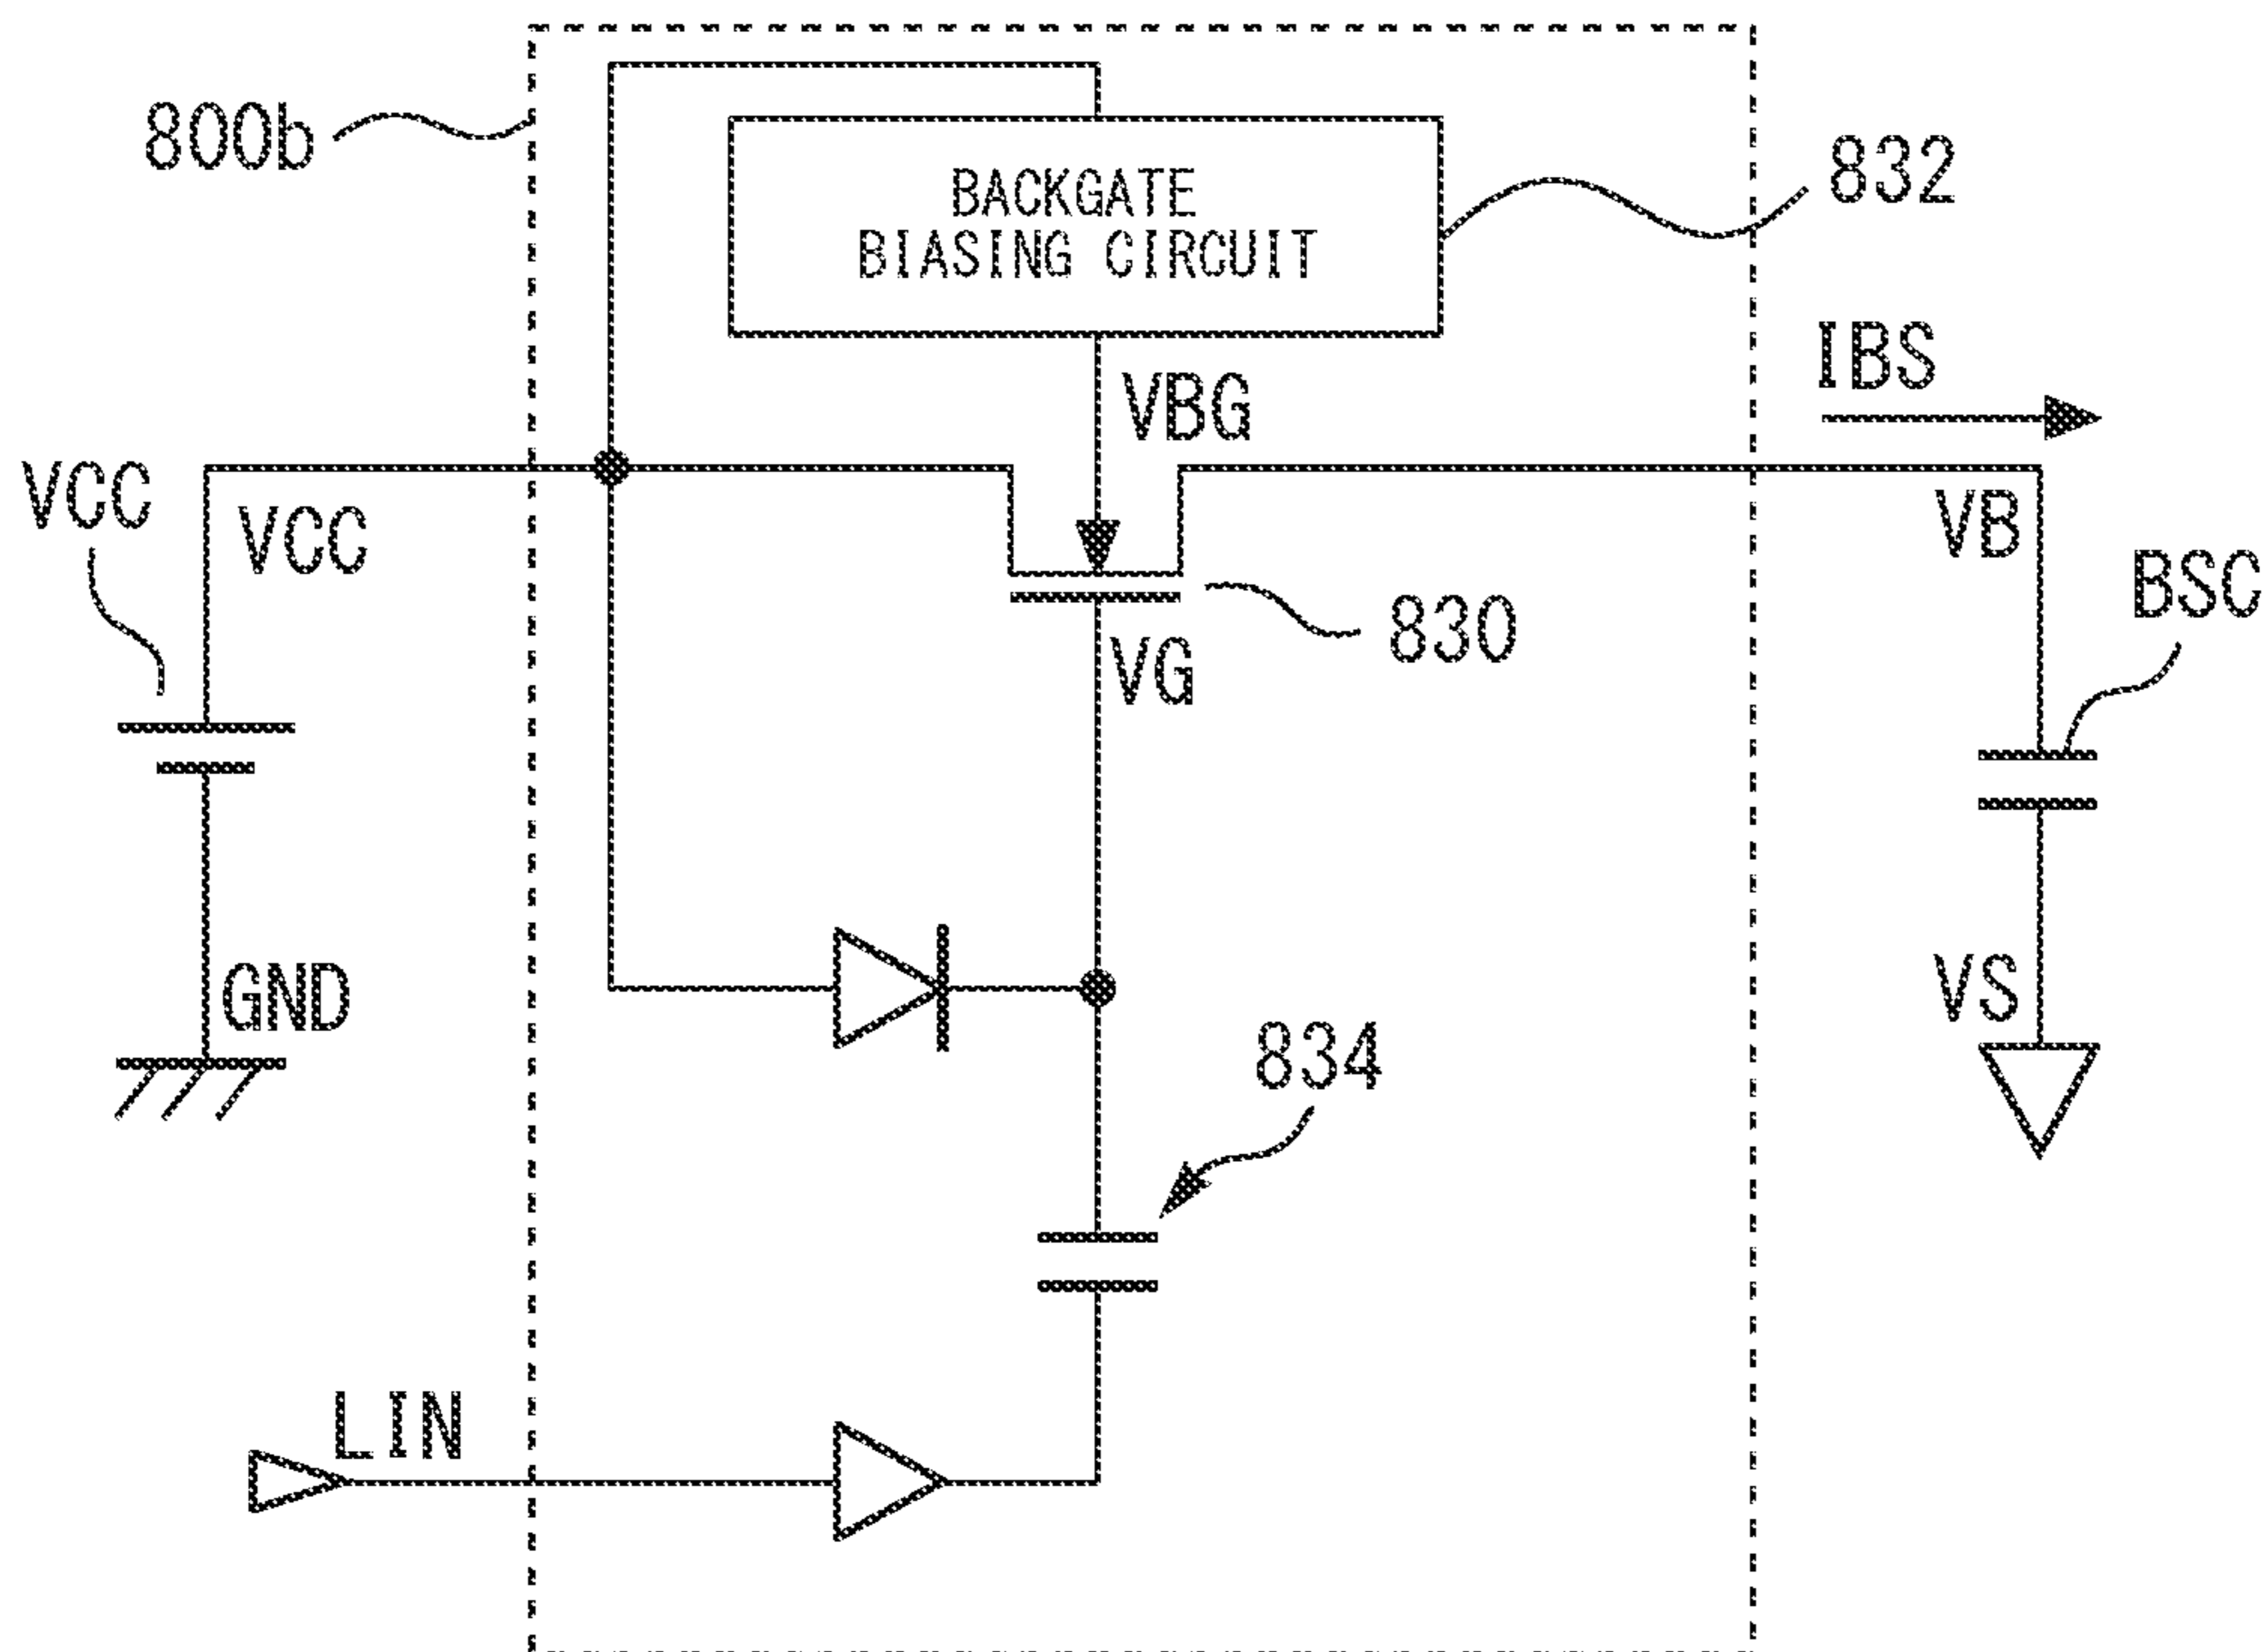 800b
BACKGATE
BIASING CIRCUIT
832
IBS
VBG
VCC
VCC
VB
BSC
830
VG
GND
VS
834
LIN